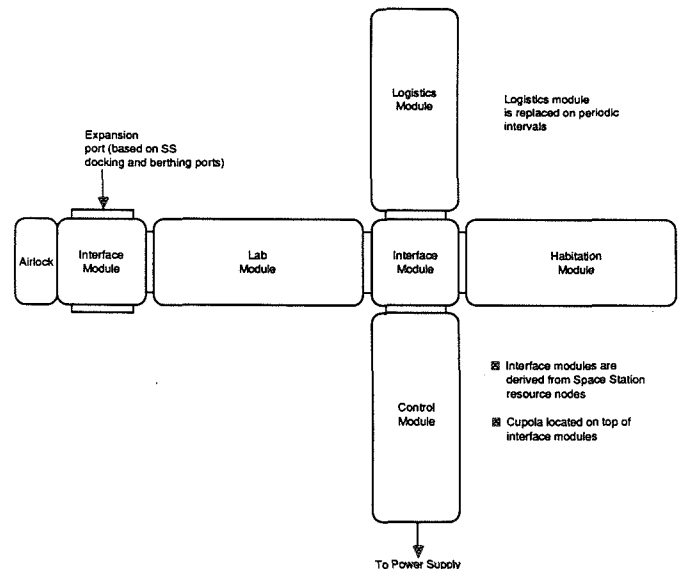 Logistics
Module
Logistics module
is replaced on periodic
intervals
Expansion
port (based on SS
docking and berthing ports)
Airlock
Interface
Module
Lab
Module
Interface
Module
Habitation
Module
Control
Module
Interface modules are
derived from Space Station
resource nodes
Cupola located on top of
interface modules
To Power Supply